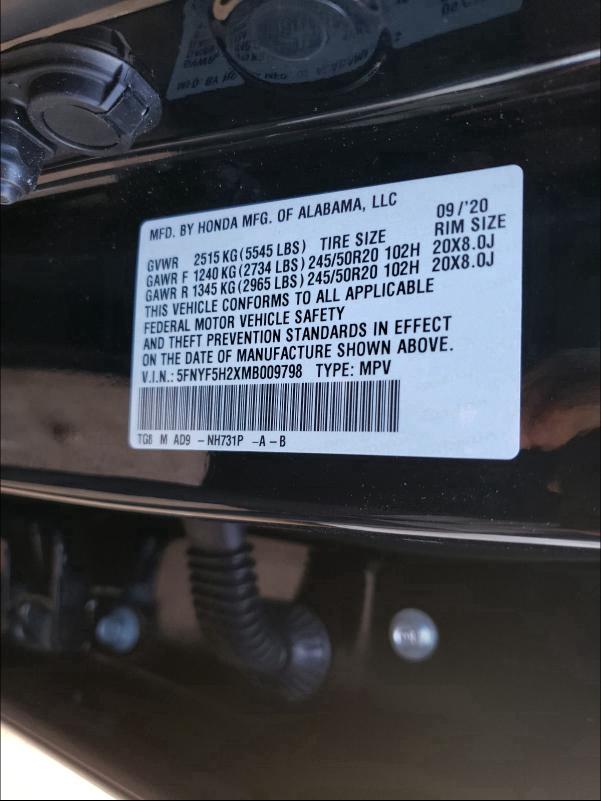 MFD. BY HONDA MFG. OF ALABAMA, LLC 09/'20
GVWR 2515 KG (5545 LBS) TIRE SIZE RIM SIZE
GAWR F 1240 KG (2734 LBS) 245/50R20 102H 20X8.0J
GAWR R 1345 KG (2965 LBS) 245/50R20 102H 20X8.0J
THIS VEHICLE CONFORMS TO ALL APPLICABLE
FEDERAL MOTOR VEHICLE SAFETY
AND THEFT PREVENTION STANDARDS IN EFFECT
ON THE DATE OF MANUFACTURE SHOWN ABOVE.
V.I.N.: 5FNYF5H2XMB009798 TYPE: MPV
TG8 M AD9 -NH731P -A-B